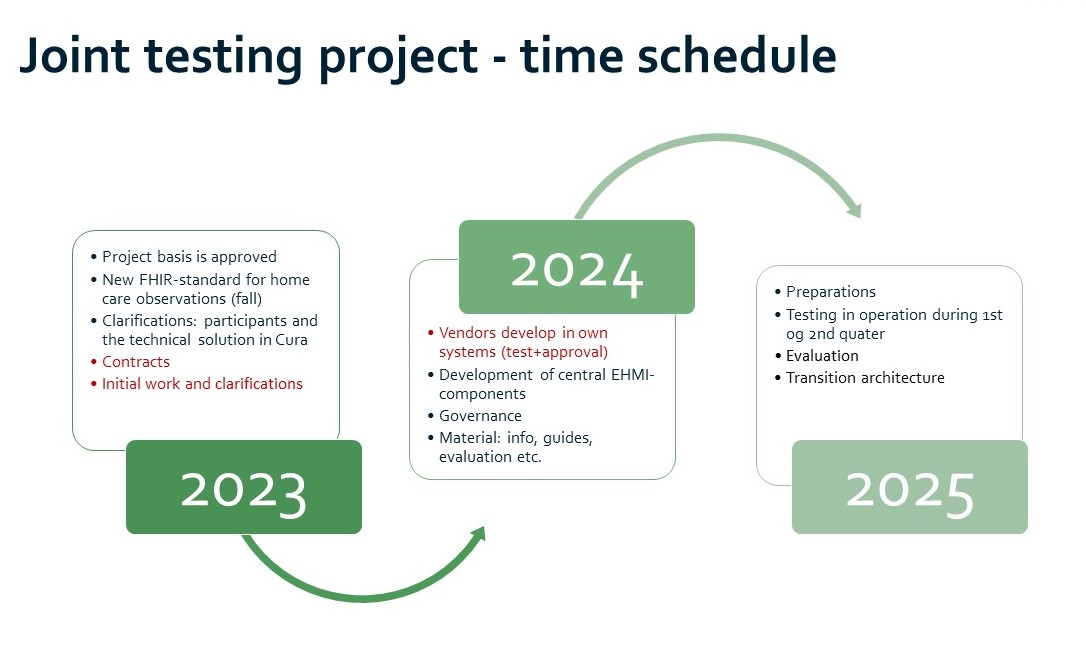 Joint testing project - time schedule
• Project basis is approved
• New FHIR-standard for home
care observations (fall)
• Clarifications: participants and
the technical solution in Cura
• Contracts
• Initial work and clarifications
2023
2024
• Vendors develop in own
systems (test+approval)
• Development of central EHMI-
components
• Governance
• Material: info, guides,
evaluation etc.
• Preparations
• Testing in operation during 1st
og 2nd quater
• Evaluation
• Transition architecture
2025